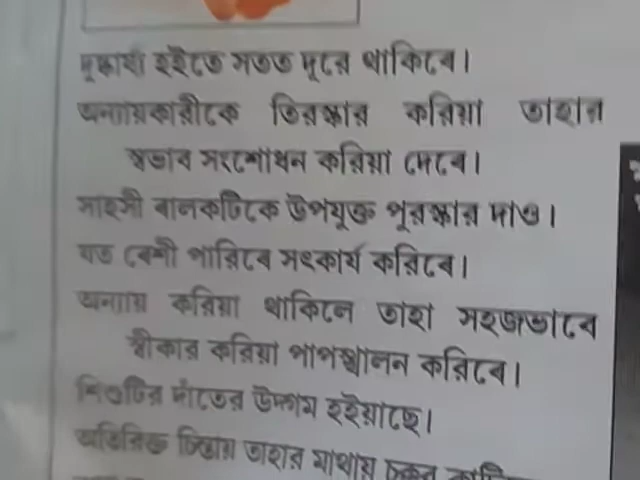 দুষ্কার্য হইতে সতত দূরে থাকিবে।
অন্যায়কারীকে তিরস্কার করিয়া তাহার
স্বভাব সংশোধন করিয়া দেবে।
সাহসী বালকটিকে উপযুক্ত পুরস্কার দাও।
যত বেশী পারিবে সৎকার্য করিবে।
অন্যায় করিয়া থাকিলে তাহা সহজভাবে
স্বীকার করিয়া পাপস্খালন করিবে।
শিশুটির দাঁতের উদ্গম হইয়াছে।
অতিরিক্ত চিন্তায় তাহার মাথায়